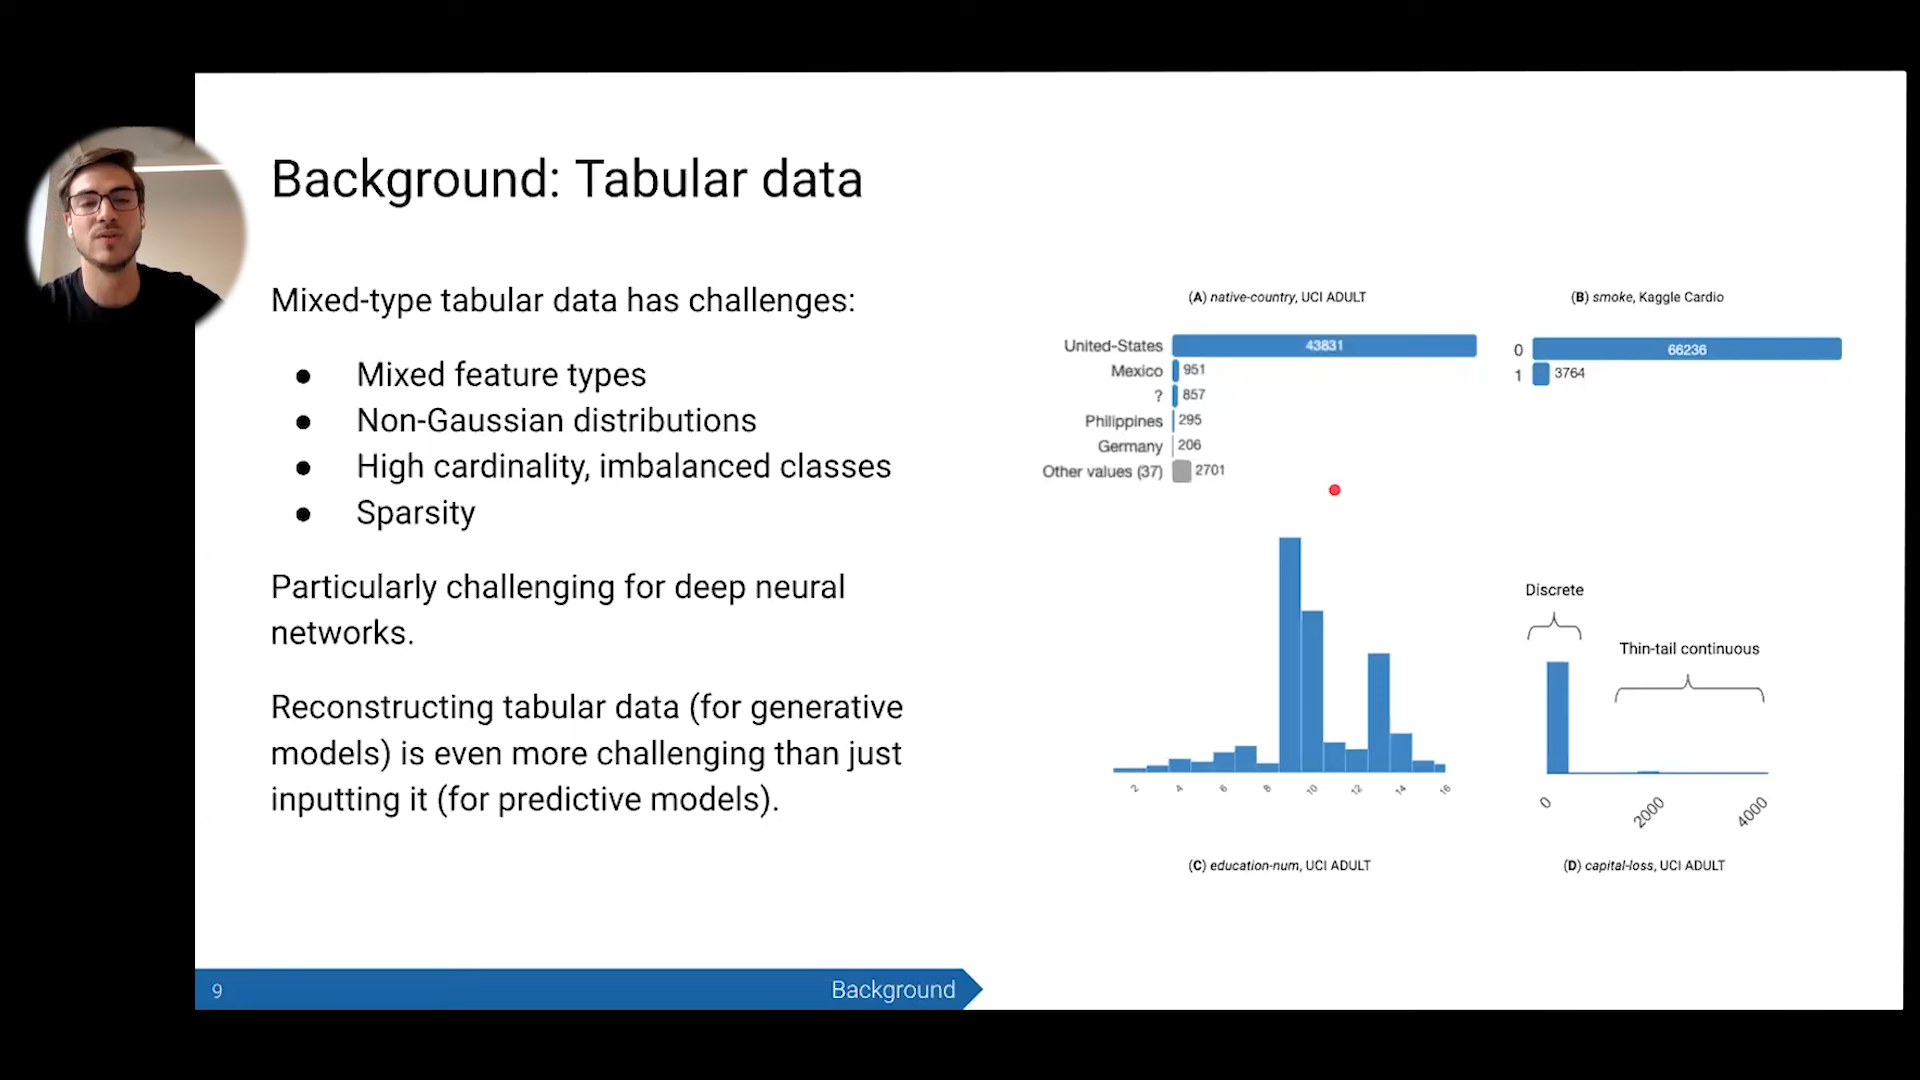 Background: Tabular data
Mixed-type tabular data has challenges:
● Mixed feature types
● Non-Gaussian distributions
● High cardinality, imbalanced classes
● Sparsity
Particularly challenging for deep neural
networks.
Reconstructing tabular data (for generative
models) is even more challenging than just
inputting it (for predictive models).
(A) native-country, UCI ADULT
United-States 43831
Mexico 951
? 857
Philippines 295
Germany 206
Other values (37) 2701
(B) smoke, Kaggle Cardio
0 66236
1 3764
2 4 6 8 10 12 14 16
(C) education-num, UCI ADULT
Discrete
Thin-tail continuous
0 2000 4000
(D) capital-loss, UCI ADULT
9 Background